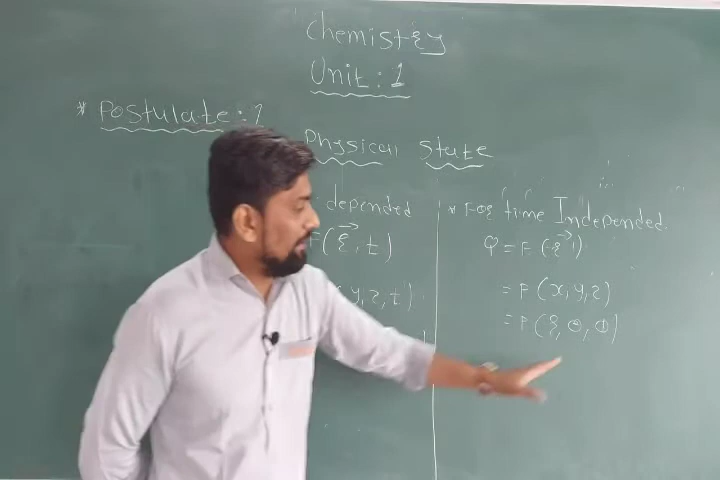 Chemistry
Unit : 1
* Postulate : 1
Physical State
depended
F(r⃗, t)
y, z, t)
* For time Independed.
Ψ = F(r⃗)
= F(x, y, z)
= F(r, θ, φ)